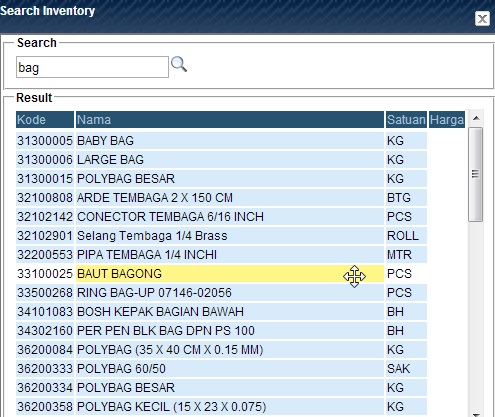 Search Inventory
Search
bag
Result
Kode Nama Satuan Harga
31300005 BABY BAG KG
31300006 LARGE BAG KG
31300015 POLYBAG BESAR KG
32100808 ARDE TEMBAGA 2 X 150 CM BTG
32102142 CONECTOR TEMBAGA 6/16 INCH PCS
32102901 Selang Tembaga 1/4 Brass ROLL
32200553 PIPA TEMBAGA 1/4 INCHI MTR
33100025 BAUT BAGONG PCS
33500268 RING BAG-UP 07146-02056 PCS
34101083 BOSH KEPAK BAGIAN BAWAH BH
34302160 PER PEN BLK BAG DPN PS 100 BH
36200084 POLYBAG (35 X 40 CM X 0.15 MM) KG
36200333 POLYBAG 60/50 SAK
36200334 POLYBAG BESAR KG
36200358 POLYBAG KECIL (15 X 23 X 0.075) KG